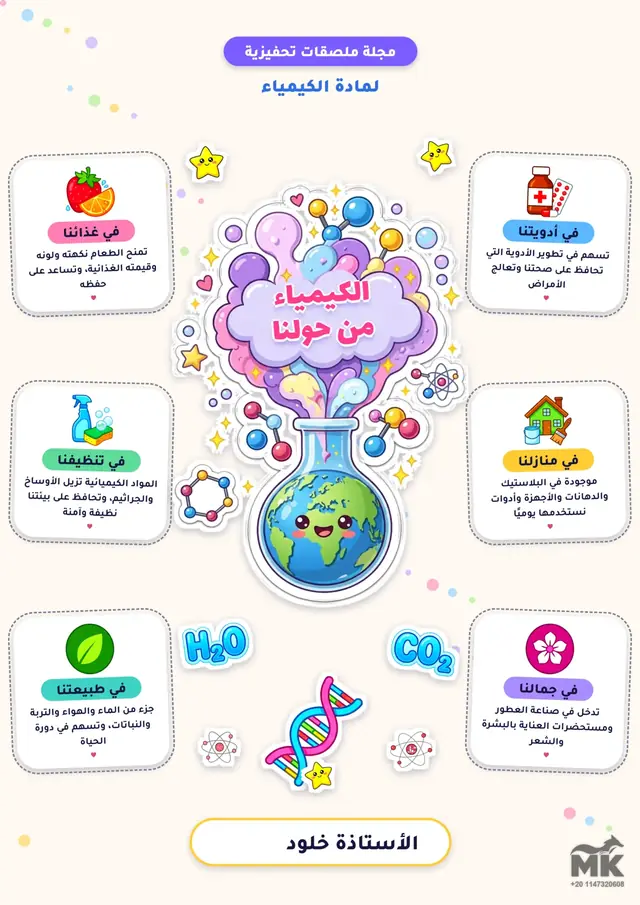 مجلة ملصقات تحفيزية
لمادة الكيمياء
الكيمياء
من حولنا
في أدويتنا
تسهم في تطوير الأدوية التي
تحافظ على صحتنا وتعالج
الأمراض
في غذائنا
تمنح الطعام نكهته ولونه
وقيمته الغذائية، وتساعد على
حفظه
في منازلنا
موجودة في البلاستيك
والدهانات والأجهزة وأدوات
نستخدمها يوميًا
في تنظيفنا
المواد الكيميائية تزيل الأوساخ
والجراثيم، وتحافظ على بيئتنا
نظيفة وآمنة
في جمالنا
تدخل في صناعة العطور
ومستحضرات العناية بالبشرة
والشعر
في طبيعتنا
جزء من الماء والهواء والتربة
والنباتات، وتسهم في دورة
الحياة
H₂O
CO₂
الأستاذة خلود
MK
+20 1147320608